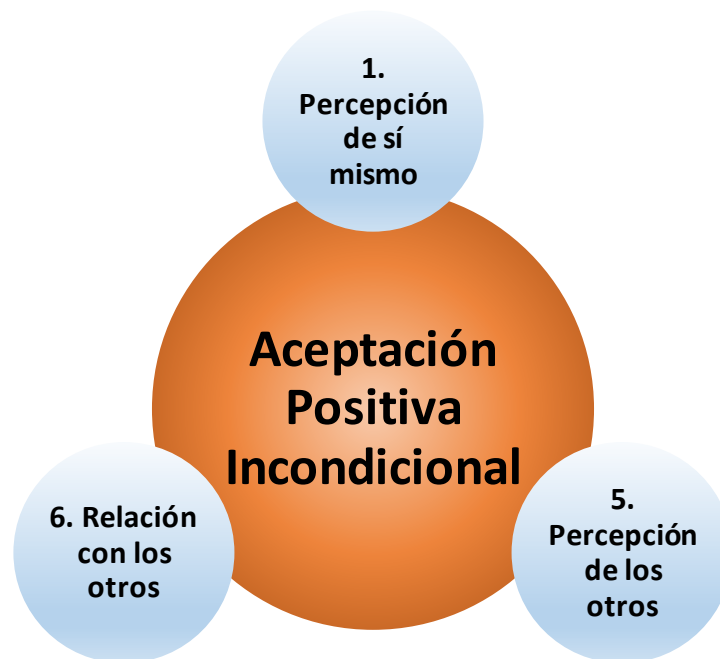 1.
Percepción
de sí
mismo
Aceptación
Positiva
Incondicional
6. Relación
con los
otros
5.
Percepción
de los
otros